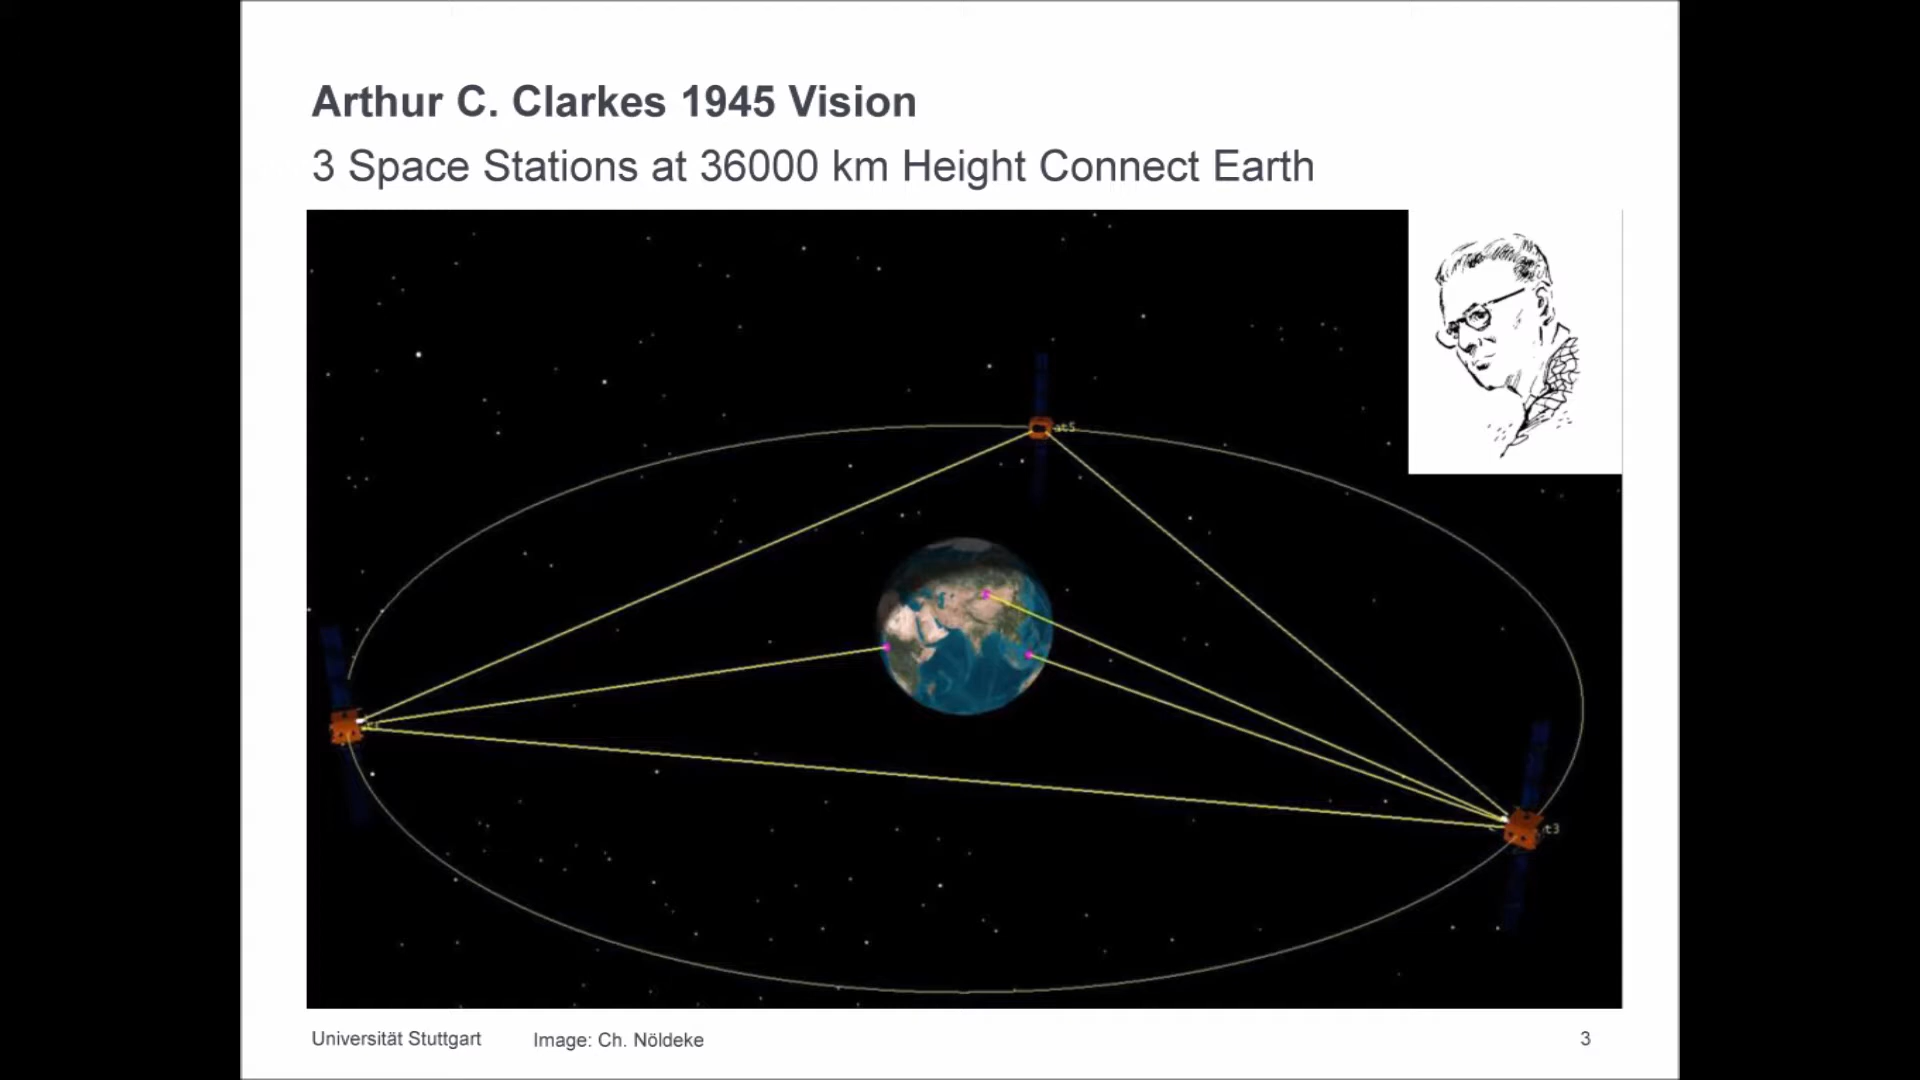 Arthur C. Clarkes 1945 Vision
3 Space Stations at 36000 km Height Connect Earth
Universität Stuttgart
Image: Ch. Nöldeke
3